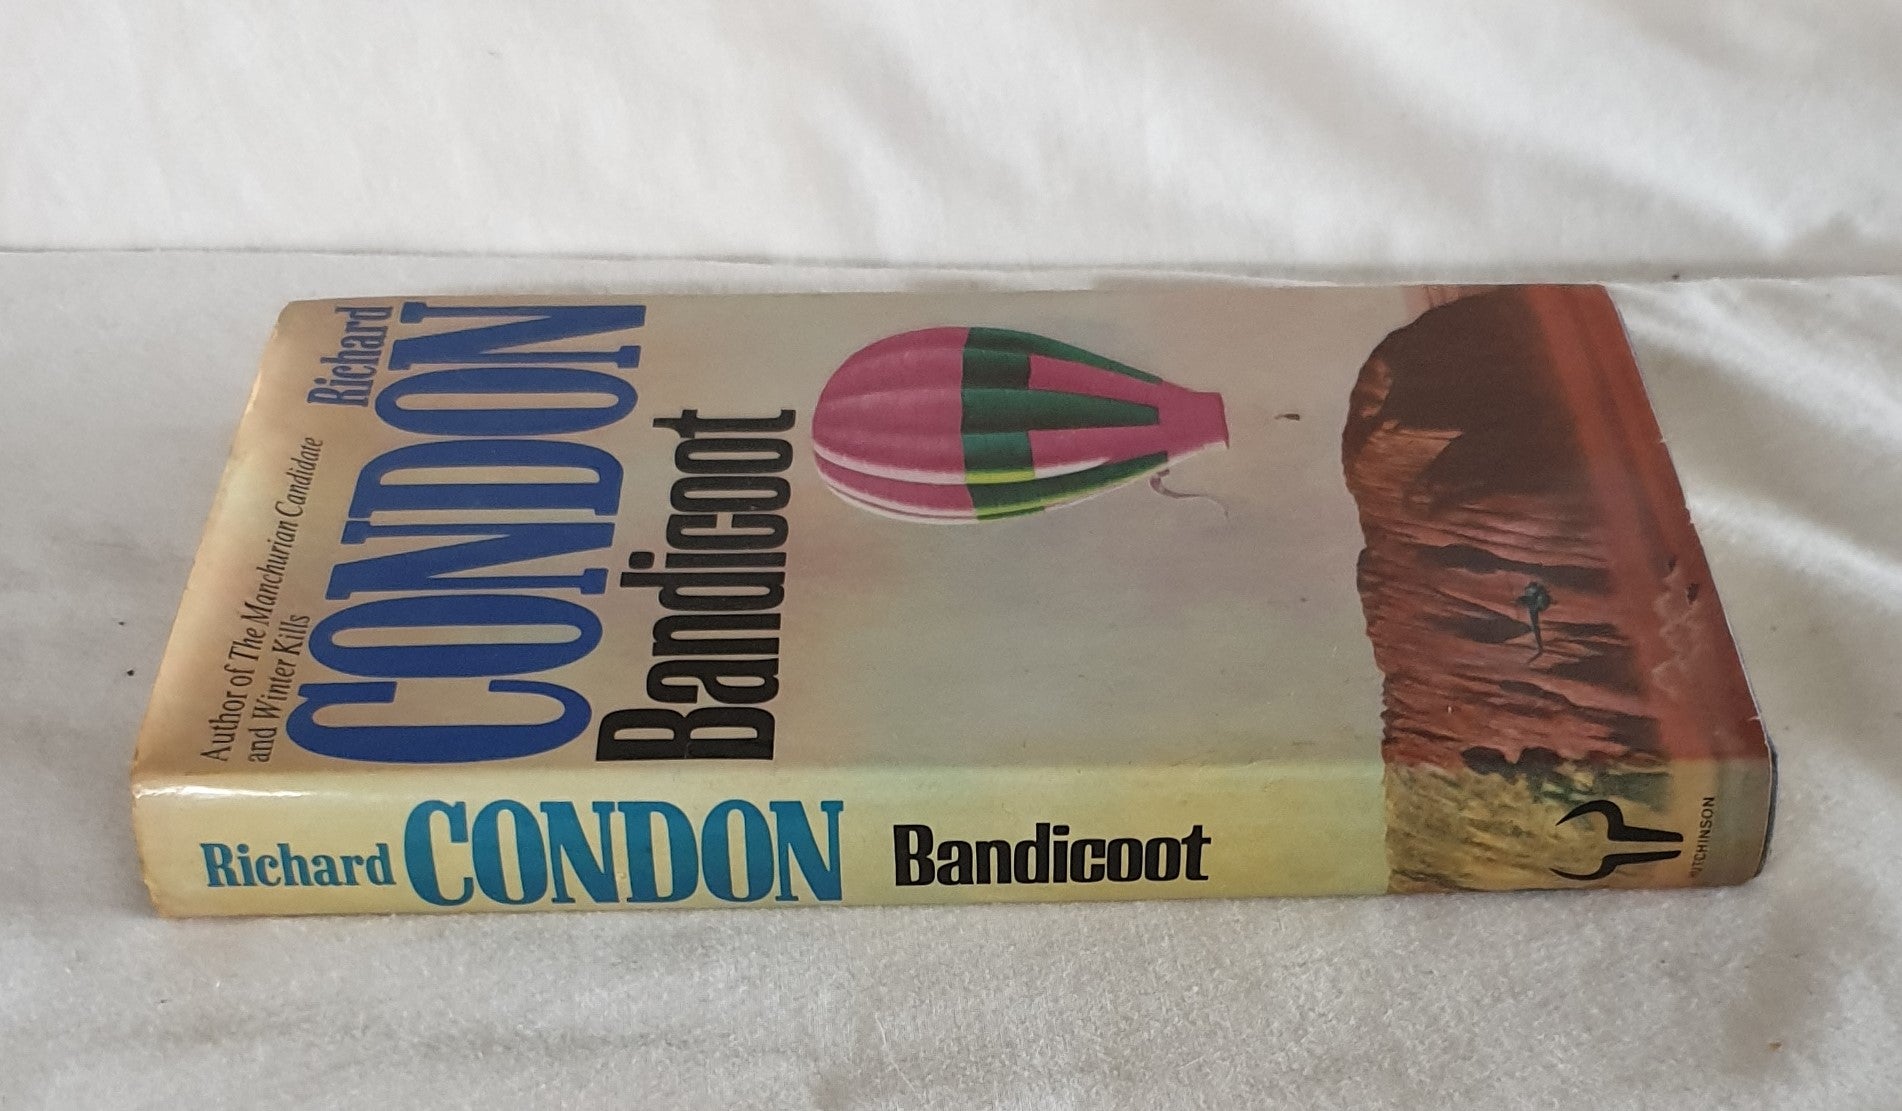 Author of The Manchurian Candidate
and Winter Kills
Richard
CONDON
Bandicoot
Richard CONDON Bandicoot
HUTCHINSON